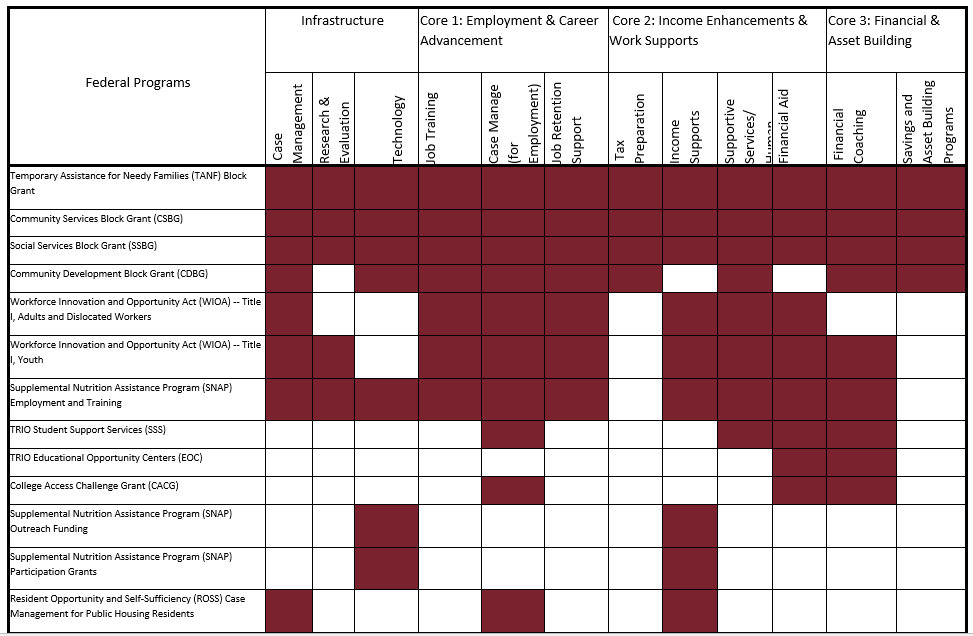 Infrastructure
Core 1: Employment & Career
Advancement
Core 2: Income Enhancements &
Work Supports
Core 3: Financial &
Asset Building
Federal Programs
Case
Management
Research &
Evaluation
Technology
Job Training
Case Manage
(for
Employment)
Job Retention
Support
Tax
Preparation
Income
Supports
Supportive
Services/
Financial Aid
Financial
Coaching
Savings and
Asset Building
Programs
Temporary Assistance for Needy Families (TANF) Block
Grant
Community Services Block Grant (CSBG)
Social Services Block Grant (SSBG)
Community Development Block Grant (CDBG)
Workforce Innovation and Opportunity Act (WIOA) -- Title
I, Adults and Dislocated Workers
Workforce Innovation and Opportunity Act (WIOA) -- Title
I, Youth
Supplemental Nutrition Assistance Program (SNAP)
Employment and Training
TRIO Student Support Services (SSS)
TRIO Educational Opportunity Centers (EOC)
College Access Challenge Grant (CACG)
Supplemental Nutrition Assistance Program (SNAP)
Outreach Funding
Supplemental Nutrition Assistance Program (SNAP)
Participation Grants
Resident Opportunity and Self-Sufficiency (ROSS) Case
Management for Public Housing Residents